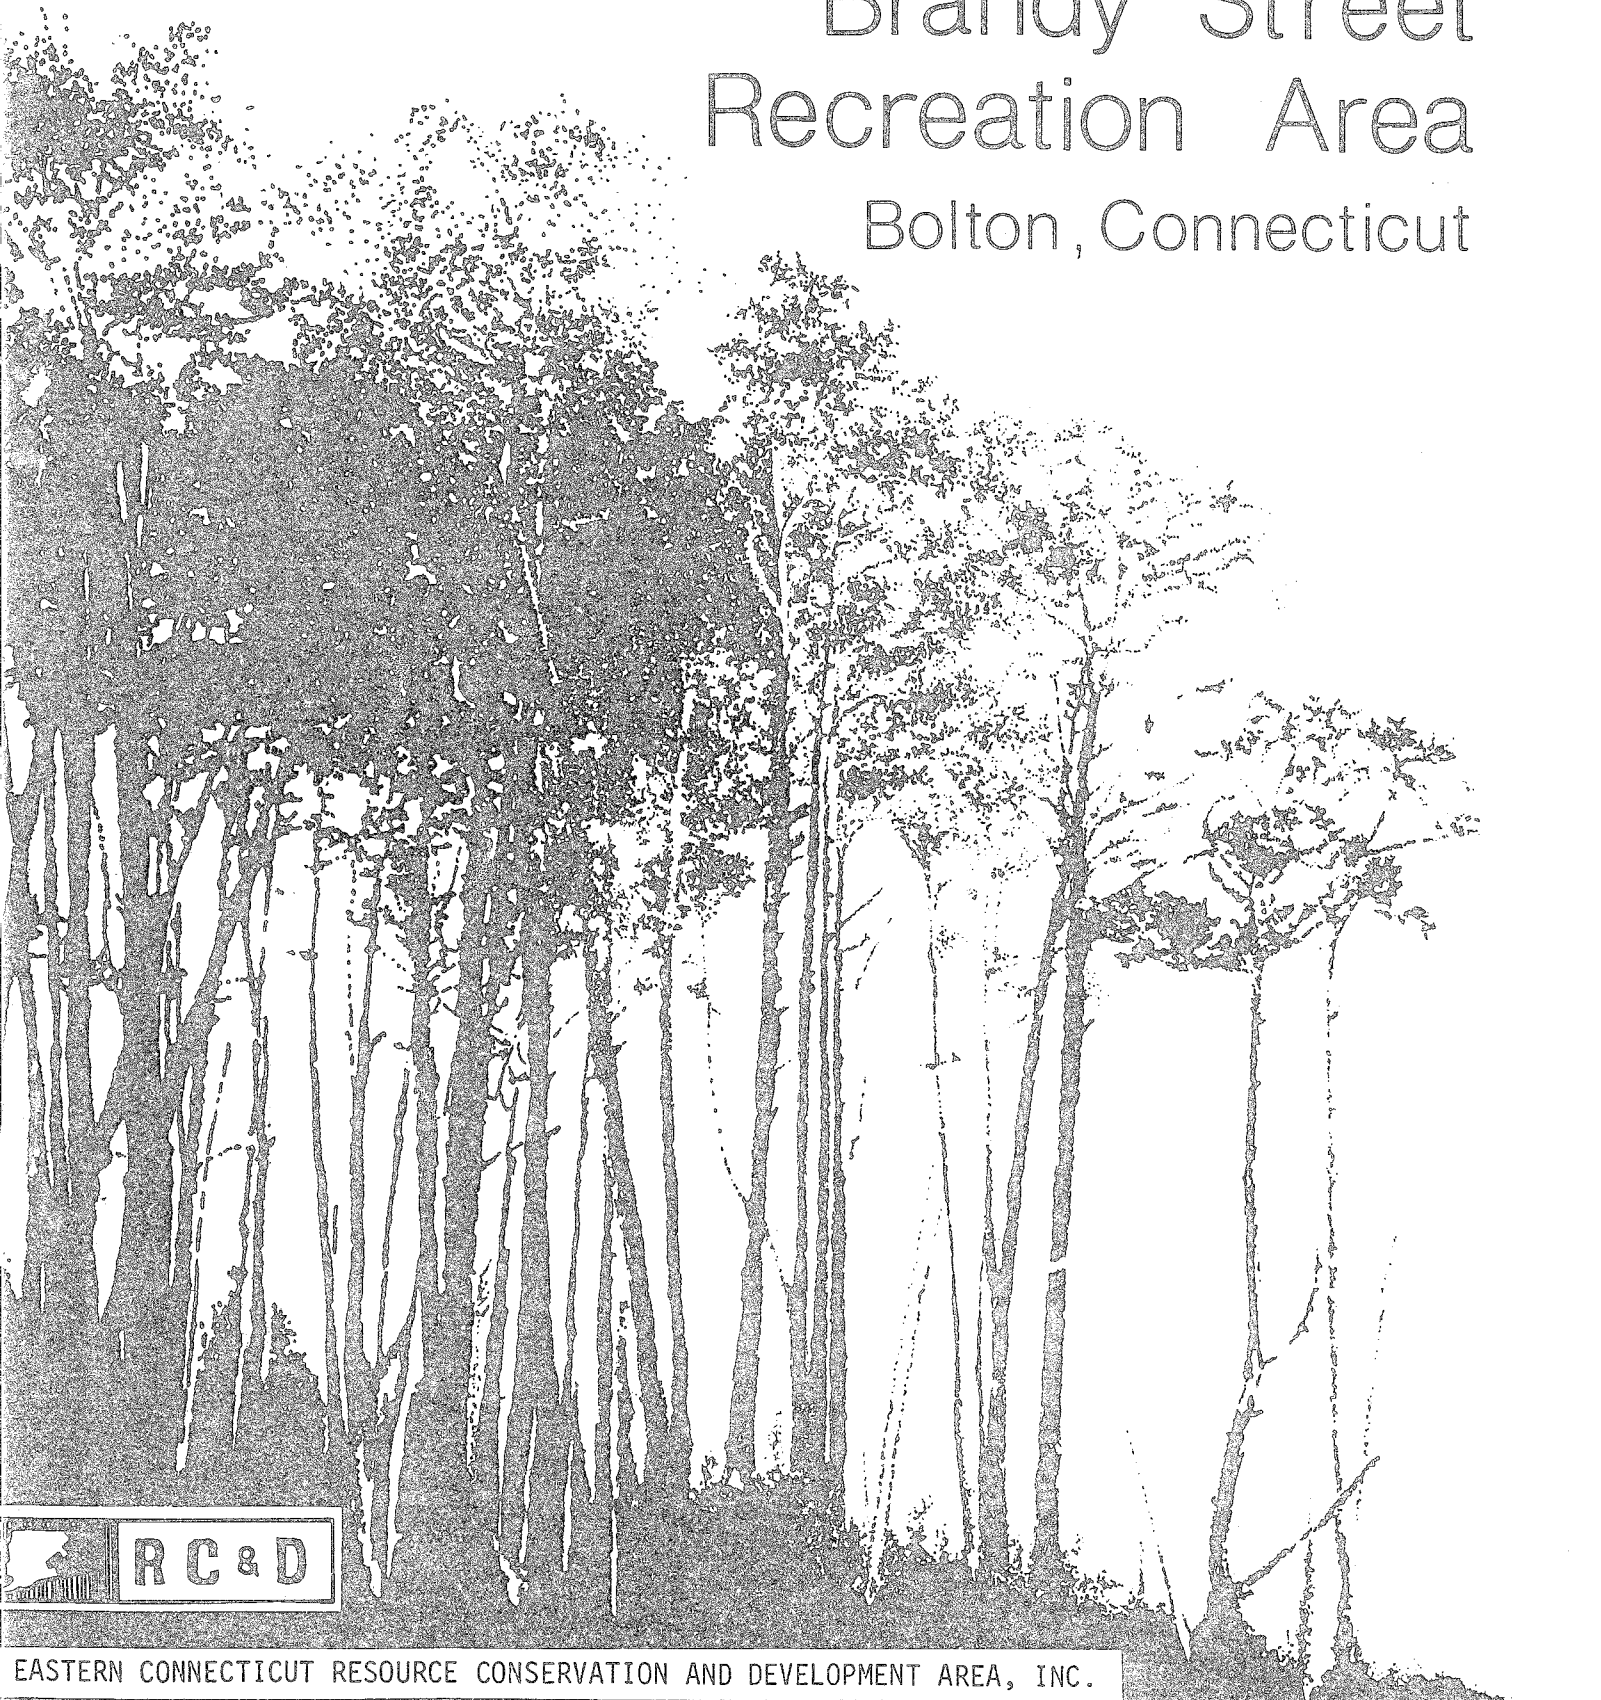 Brandy Street
Recreation Area
Bolton, Connecticut
RC&D
EASTERN CONNECTICUT RESOURCE CONSERVATION AND DEVELOPMENT AREA, INC.